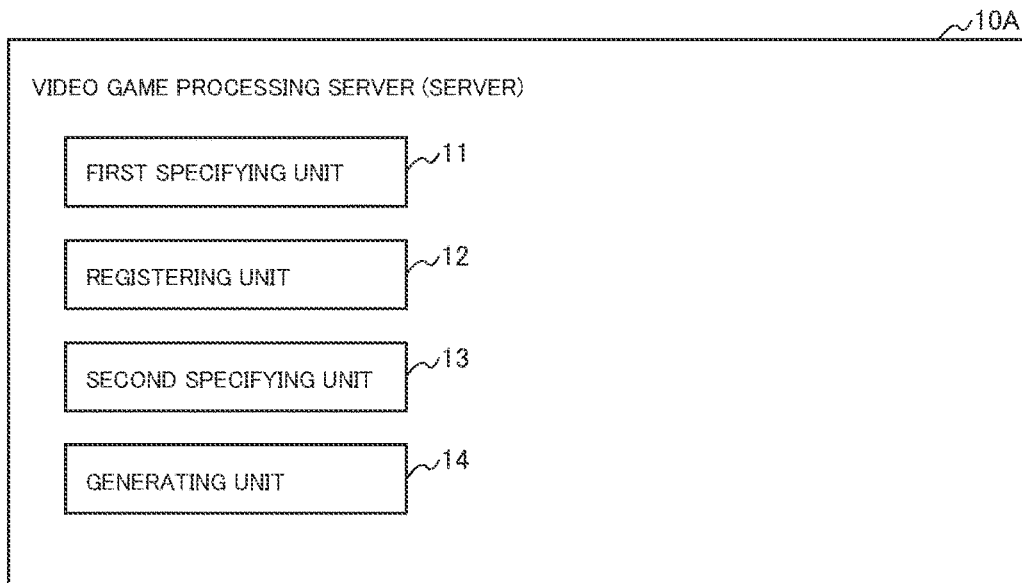 10A
VIDEO GAME PROCESSING SERVER (SERVER)
FIRST SPECIFYING UNIT
11
REGISTERING UNIT
12
SECOND SPECIFYING UNIT
13
GENERATING UNIT
14